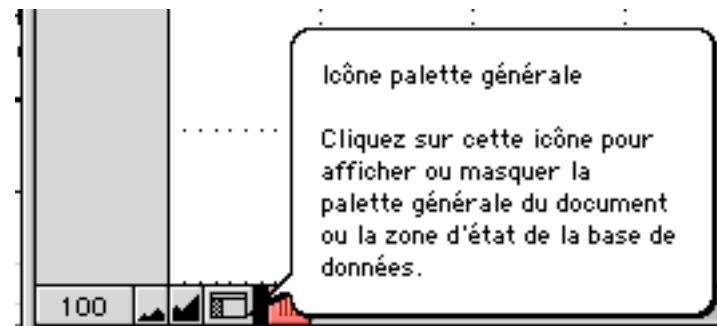 Icône palette générale
Cliquez sur cette icône pour
afficher ou masquer la
palette générale du document
ou la zone d'état de la base de
données.
100